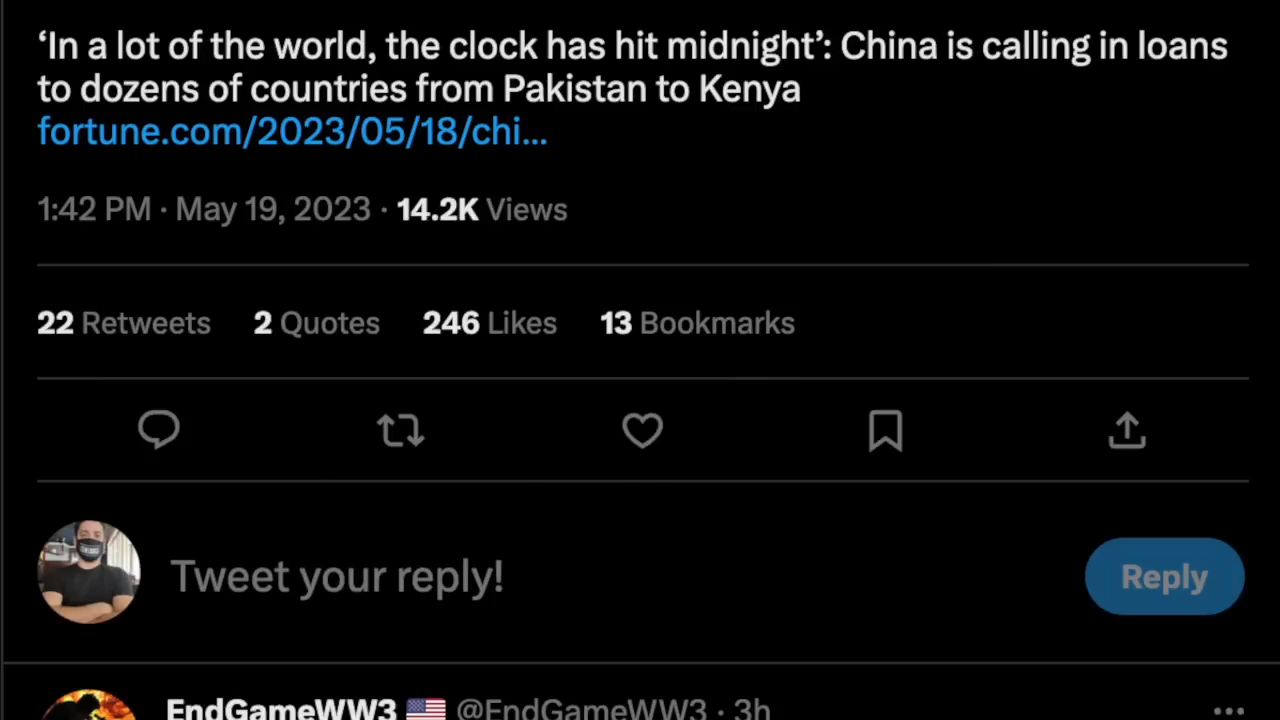 ‘In a lot of the world, the clock has hit midnight’: China is calling in loans
to dozens of countries from Pakistan to Kenya
fortune.com/2023/05/18/chi...
1:42 PM · May 19, 2023 · 14.2K Views
22 Retweets 2 Quotes 246 Likes 13 Bookmarks
Tweet your reply!
Reply
EndGameWW3 🇺🇸 @EndGameWW3 · 3h